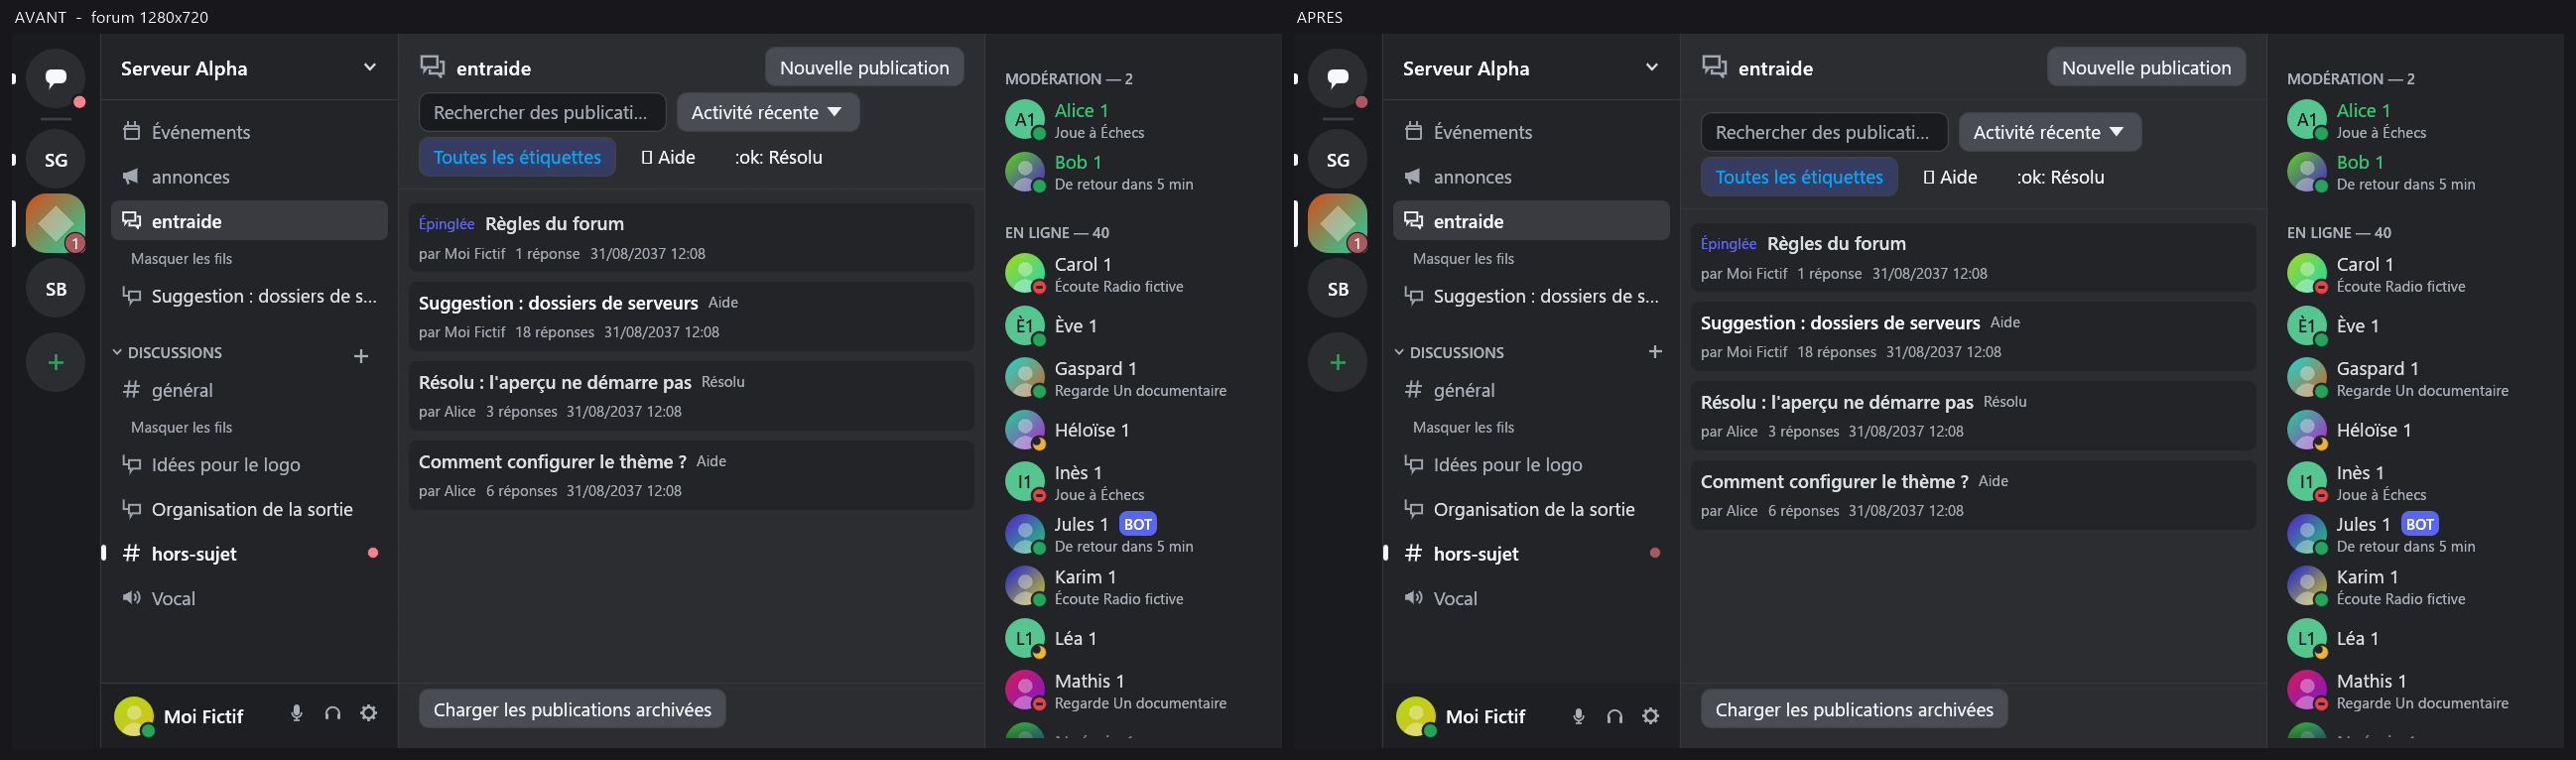 AVANT - forum 1280x720
Serveur Alpha
SG
1
SB
+
Événements
annonces
entraide
Masquer les fils
Suggestion : dossiers de s...
DISCUSSIONS +
général
Masquer les fils
Idées pour le logo
Organisation de la sortie
hors-sujet
Vocal
Moi Fictif
entraide
Nouvelle publication
Rechercher des publicati...
Activité récente
Toutes les étiquettes
Aide
:ok: Résolu
Épinglée Règles du forum
par Moi Fictif 1 réponse 31/08/2037 12:08
Suggestion : dossiers de serveurs Aide
par Moi Fictif 18 réponses 31/08/2037 12:08
Résolu : l'aperçu ne démarre pas Résolu
par Alice 3 réponses 31/08/2037 12:08
Comment configurer le thème ? Aide
par Alice 6 réponses 31/08/2037 12:08
Charger les publications archivées
MODÉRATION — 2
A1
Alice 1
Joue à Échecs
Bob 1
De retour dans 5 min
EN LIGNE — 40
Carol 1
Écoute Radio fictive
È1
Ève 1
Gaspard 1
Regarde Un documentaire
Héloïse 1
I1
Inès 1
Joue à Échecs
Jules 1 BOT
De retour dans 5 min
Karim 1
Écoute Radio fictive
L1
Léa 1
Mathis 1
Regarde Un documentaire
APRES
Serveur Alpha
SG
1
SB
+
Événements
annonces
entraide
Masquer les fils
Suggestion : dossiers de s...
DISCUSSIONS +
général
Masquer les fils
Idées pour le logo
Organisation de la sortie
hors-sujet
Vocal
Moi Fictif
entraide
Nouvelle publication
Rechercher des publicati...
Activité récente
Toutes les étiquettes
Aide
:ok: Résolu
Épinglée Règles du forum
par Moi Fictif 1 réponse 31/08/2037 12:08
Suggestion : dossiers de serveurs Aide
par Moi Fictif 18 réponses 31/08/2037 12:08
Résolu : l'aperçu ne démarre pas Résolu
par Alice 3 réponses 31/08/2037 12:08
Comment configurer le thème ? Aide
par Alice 6 réponses 31/08/2037 12:08
Charger les publications archivées
MODÉRATION — 2
A1
Alice 1
Joue à Échecs
Bob 1
De retour dans 5 min
EN LIGNE — 40
Carol 1
Écoute Radio fictive
È1
Ève 1
Gaspard 1
Regarde Un documentaire
Héloïse 1
I1
Inès 1
Joue à Échecs
Jules 1 BOT
De retour dans 5 min
Karim 1
Écoute Radio fictive
L1
Léa 1
Mathis 1
Regarde Un documentaire